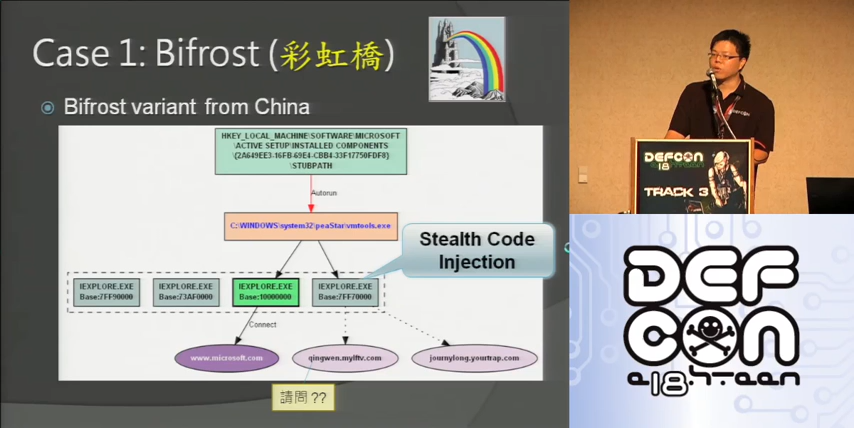 Case 1: Bifrost (彩虹橋)
Bifrost variant from China
HKEY_LOCAL_MACHINE\SOFTWARE\MICROSOFT
\ACTIVE SETUP\INSTALLED COMPONENTS
\{2A649EE3-16FB-69E4-CBB4-33F17750FDF8}
\STUBPATH
Autorun
C:\WINDOWS\system32\peaStar\vmtools.exe
Stealth Code
Injection
IEXPLORE.EXE
Base:7FF90000
IEXPLORE.EXE
Base:73AF0000
IEXPLORE.EXE
Base:10000000
IEXPLORE.EXE
Base:7FF70000
Connect
www.microsoft.com
qingwen.mylftv.com
journylong.yourtrap.com
請問 ??
DEFCON
TRACK 3
DEF
CON